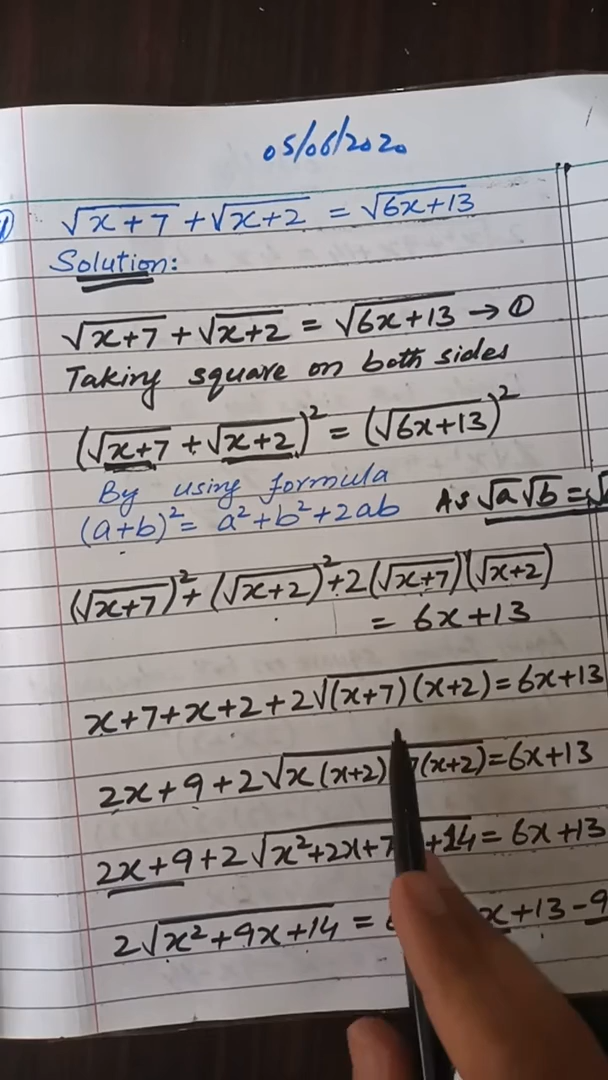 05/06/2020
√x+7 + √x+2 = √6x+13
Solution:
√x+7 + √x+2 = √6x+13 → ①
Taking square on both sides
(√x+7 + √x+2)² = (√6x+13)²
By using formula
(a+b)² = a²+b²+2ab As √a√b =
(√x+7)² + (√x+2)² + 2(√x+7)(√x+2)
= 6x+13
x+7+x+2+2√(x+7)(x+2) = 6x+13
2x+9+2√x(x+2) 7(x+2) = 6x+13
2x+9+2√x²+2x+7 +14 = 6x+13
2√x²+9x+14 = x+13-9